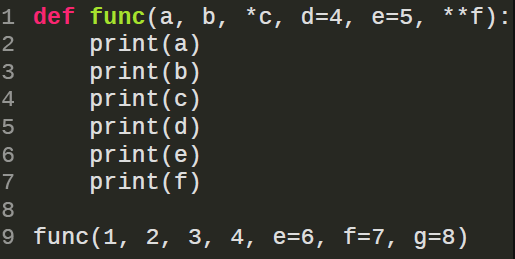 1 def func(a, b, *c, d=4, e=5, **f):
2     print(a)
3     print(b)
4     print(c)
5     print(d)
6     print(e)
7     print(f)
8
9 func(1, 2, 3, 4, e=6, f=7, g=8)